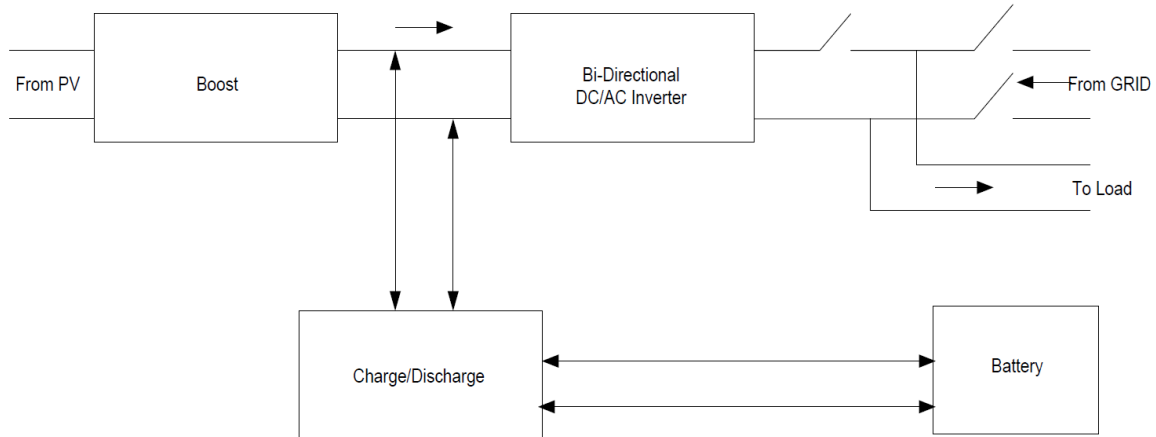 From PV
Boost
Bi-Directional
DC/AC Inverter
From GRID
To Load
Charge/Discharge
Battery